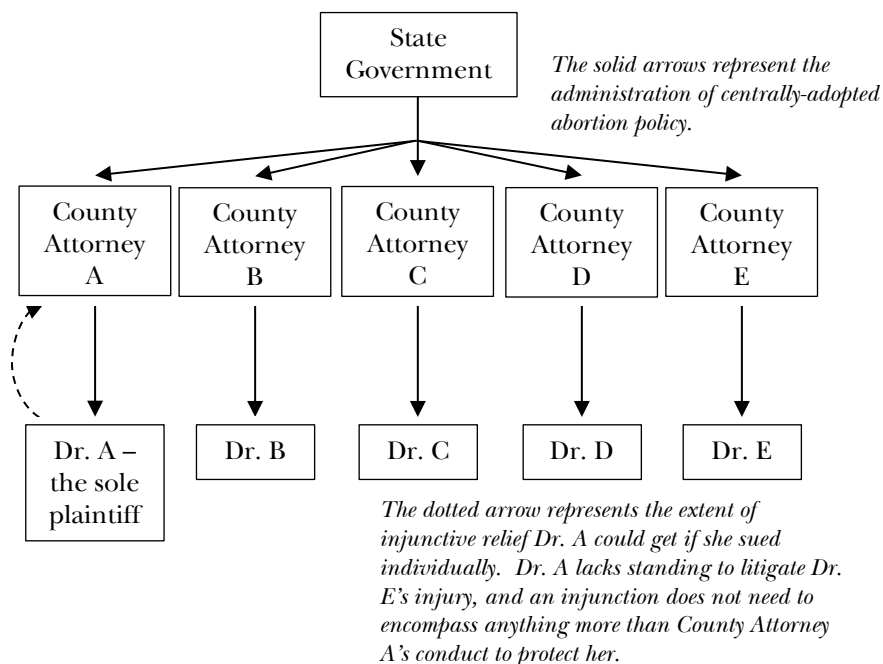 State
Government
The solid arrows represent the
administration of centrally-adopted
abortion policy.
County
Attorney
A
County
Attorney
B
County
Attorney
C
County
Attorney
D
County
Attorney
E
Dr. A –
the sole
plaintiff
Dr. B
Dr. C
Dr. D
Dr. E
The dotted arrow represents the extent of
injunctive relief Dr. A could get if she sued
individually. Dr. A lacks standing to litigate Dr.
E's injury, and an injunction does not need to
encompass anything more than County Attorney
A's conduct to protect her.